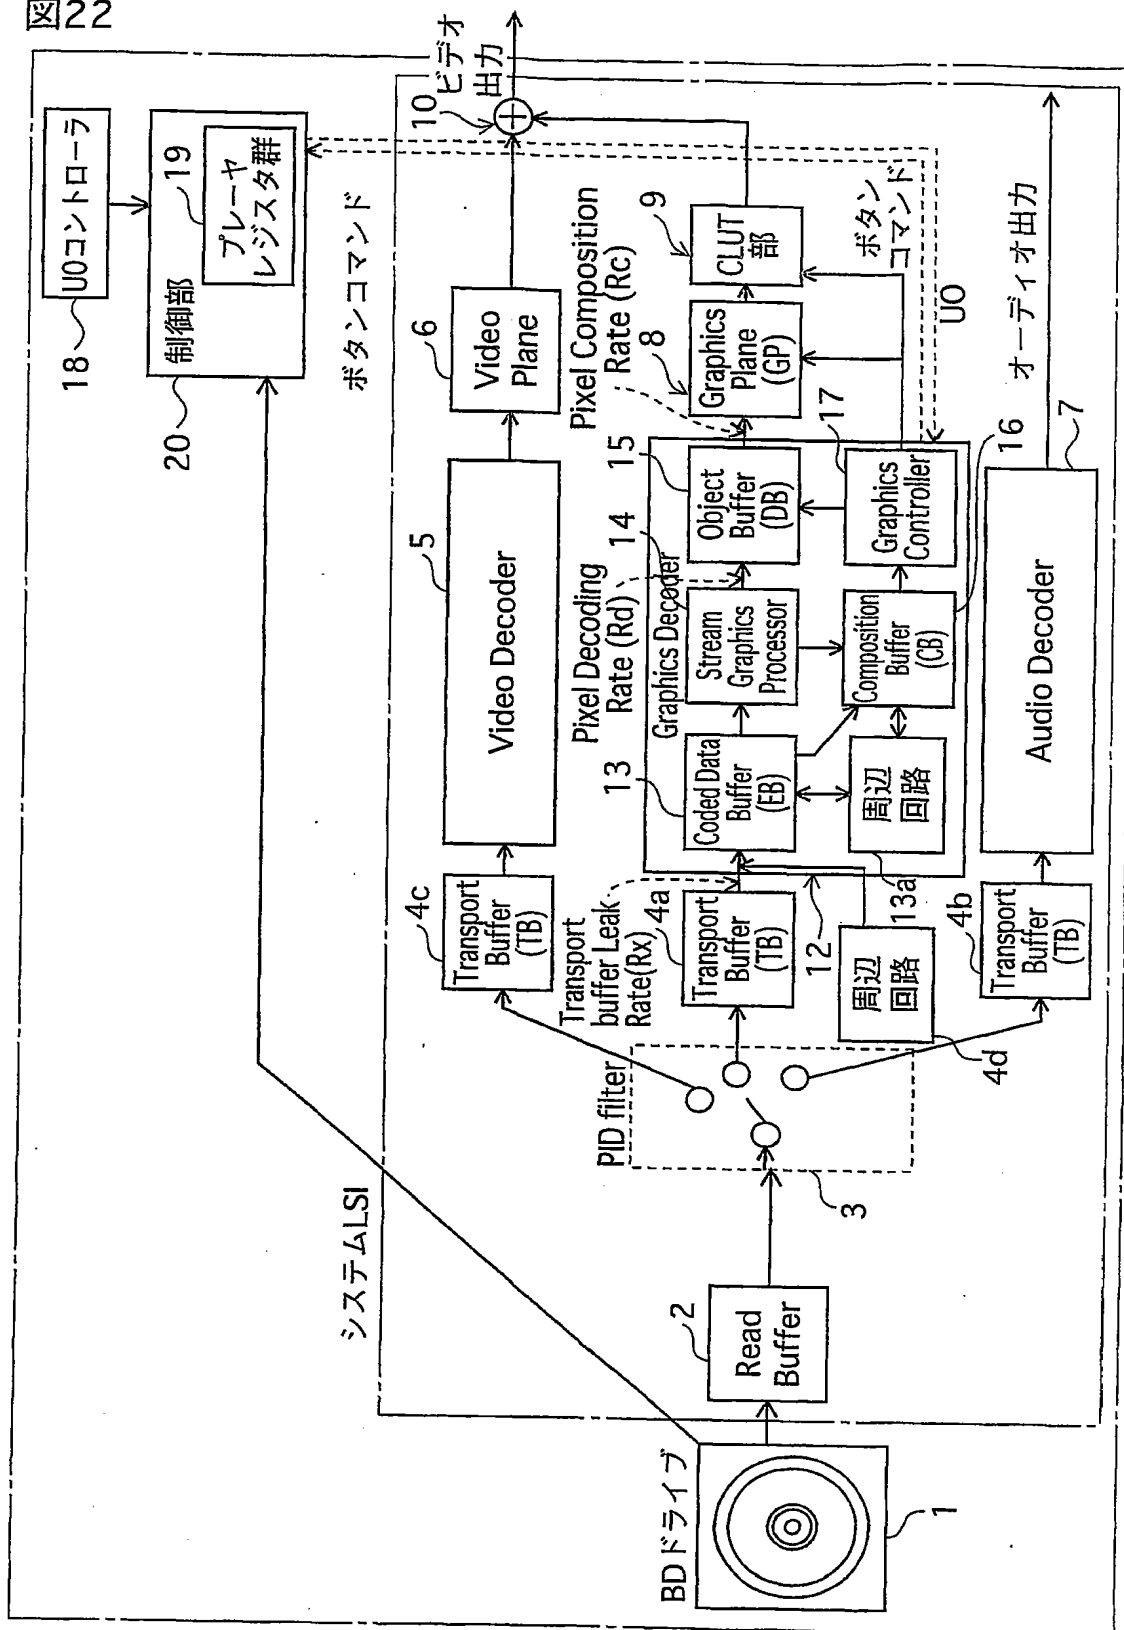 図22
BDドライブ
1
システムLSI
2
Read
Buffer
PID filter
3
4c
Transport
Buffer
(TB)
Transport
buffer Leak
Rate(Rx)
4a
Transport
Buffer
(TB)
周辺
回路
4d
4b
Transport
Buffer
(TB)
5
Video Decoder
6
Video
Plane
Pixel Decoding
Rate (Rd)
Graphics Decoder
12
13
Coded Data
Buffer
(EB)
周辺
回路
13a
14
Stream
Graphics
Processor
15
Object
Buffer
(DB)
Composition
Buffer
(CB)
16
17
Graphics
Controller
Pixel Composition
Rate (Rc)
8
Graphics
Plane
(GP)
9
CLUT
部
10
ビデオ
出力
ボタン
コマンド
UO
Audio Decoder
7
オーディオ出力
ボタンコマンド
18
UOコントローラ
20
制御部
19
プレーヤ
レジスタ群